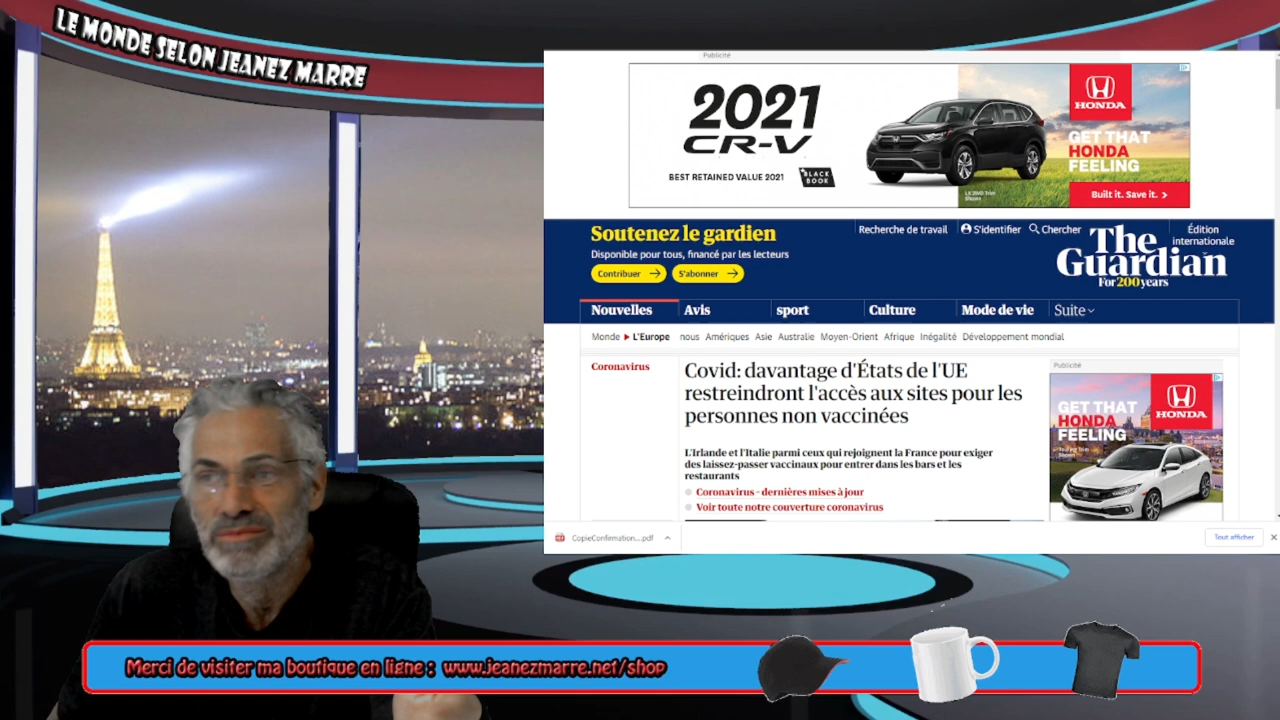 LE MONDE SELON JEANEZ MARRE
Publicité
2021
CR-V
BEST RETAINED VALUE 2021
BLACK
BOOK
HONDA
GET THAT
HONDA
FEELING
Built it. Save it.
Soutenez le gardien
Disponible pour tous, financé par les lecteurs
Contribuer
S'abonner
Recherche de travail
S'identifier
Chercher
Édition
internationale
The
Guardian
For 200 years
Nouvelles Avis sport Culture Mode de vie Suite
Monde L'Europe nous Amériques Asie Australie Moyen-Orient Afrique Inégalité Développement mondial
Coronavirus
Covid: davantage d'États de l'UE
restreindront l'accès aux sites pour les
personnes non vaccinées
L'Irlande et l'Italie parmi ceux qui rejoignent la France pour exiger
des laissez-passer vaccinaux pour entrer dans les bars et les
restaurants
Coronavirus - dernières mises à jour
Voir toute notre couverture coronavirus
Publicité
GET THAT
HONDA
FEELING
HONDA
CopieConfirmation....pdf
Tout afficher
Merci de visiter ma boutique en ligne : www.jeanezmarre.net/shop